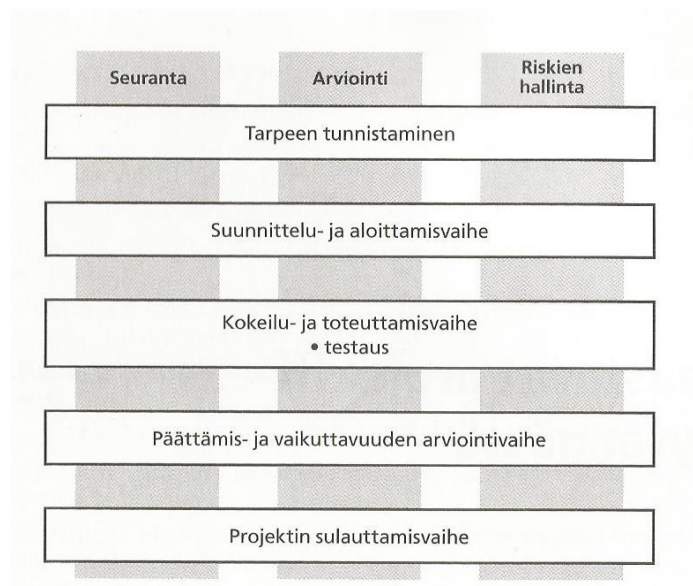 Seuranta
Arviointi
Riskien
hallinta
Tarpeen tunnistaminen
Suunnittelu- ja aloittamisvaihe
Kokeilu- ja toteuttamisvaihe
• testaus
Päättämis- ja vaikuttavuuden arviointivaihe
Projektin sulauttamisvaihe